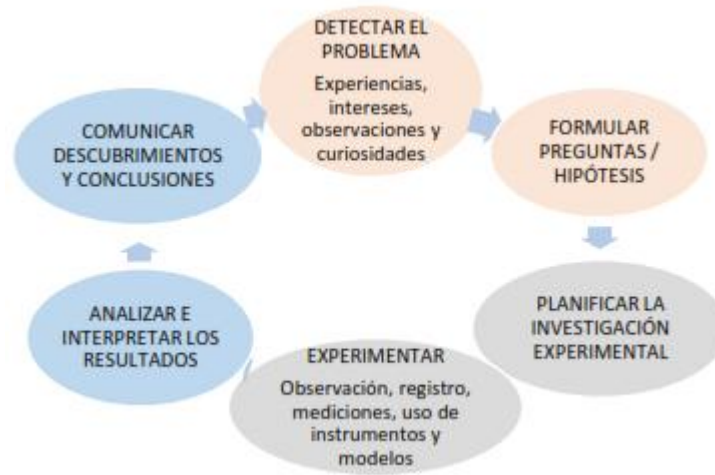 DETECTAR EL
PROBLEMA
Experiencias,
intereses,
observaciones y
curiosidades
FORMULAR
PREGUNTAS /
HIPÓTESIS
PLANIFICAR LA
INVESTIGACIÓN
EXPERIMENTAL
EXPERIMENTAR
Observación, registro,
mediciones, uso de
instrumentos y
modelos
ANALIZAR E
INTERPRETAR LOS
RESULTADOS
COMUNICAR
DESCUBRIMIENTOS
Y CONCLUSIONES